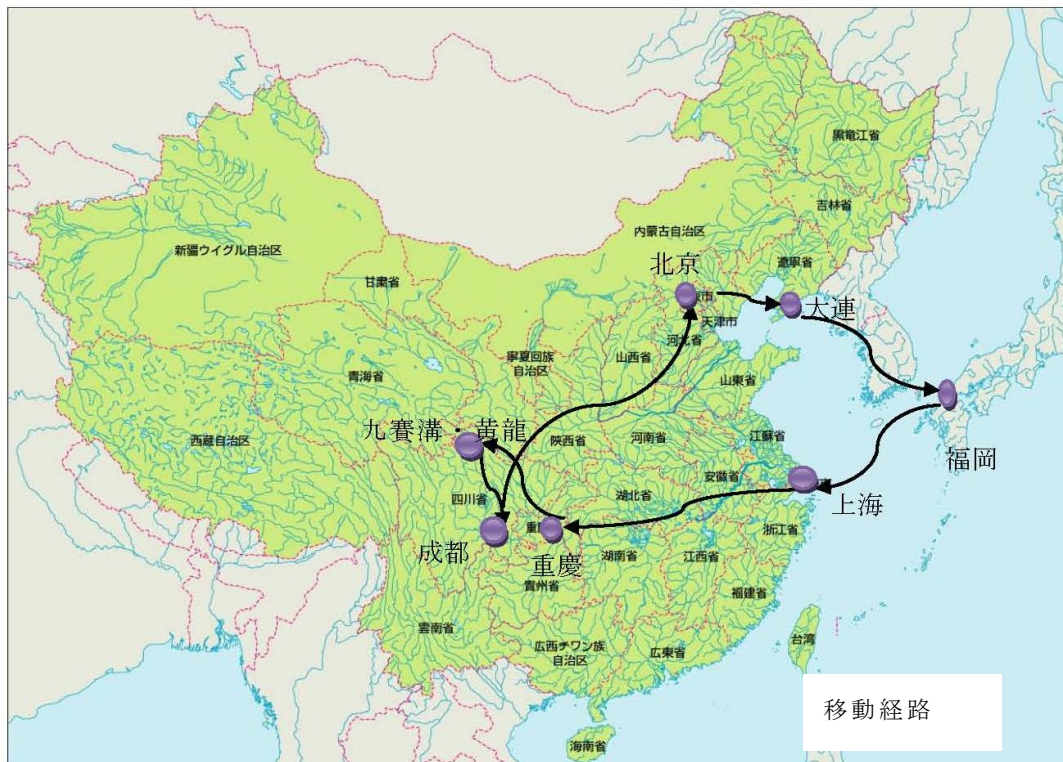 黒竜江省
吉林省
内蒙古自治区
遼寧省
新疆ウイグル自治区
北京
甘粛省
大連
天津市
河北省
寧夏回族
自治区
山西省
青海省
山東省
九賽溝・黄龍
陝西省
河南省
江蘇省
西蔵自治区
福岡
安徽省
四川省
湖北省
上海
浙江省
成都
重慶
湖南省
江西省
貴州省
福建省
雲南省
広西チワン族
自治区
広東省
台湾
移動経路
海南省